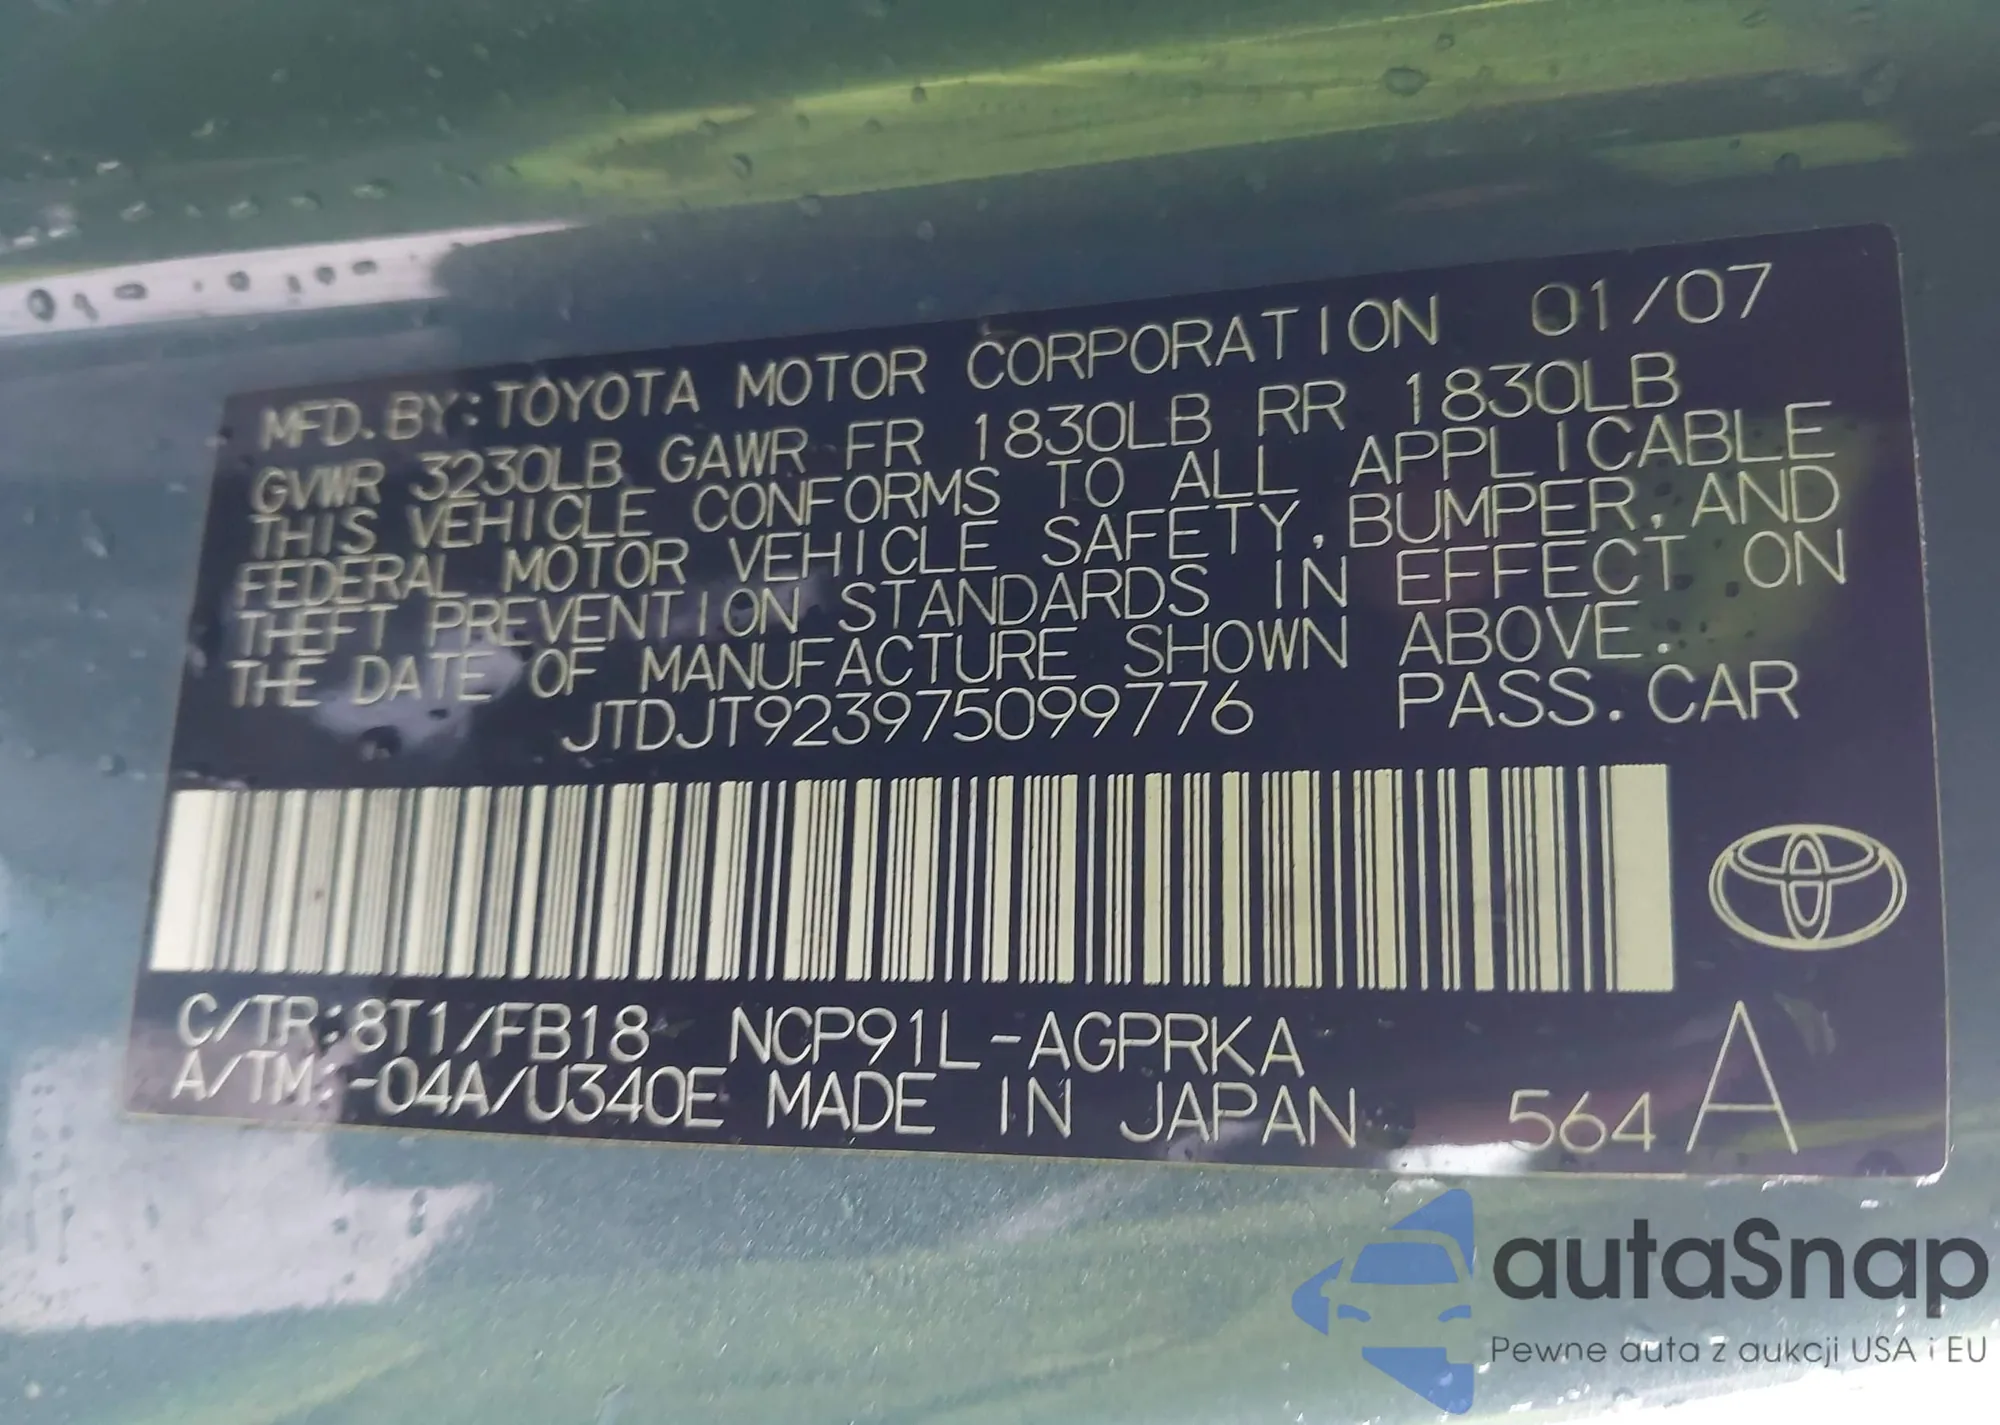 MFD. BY: TOYOTA MOTOR CORPORATION 01/07
GVWR 3230LB GAWR FR 1830LB RR 1830LB
THIS VEHICLE CONFORMS TO ALL APPLICABLE
FEDERAL MOTOR VEHICLE SAFETY, BUMPER, AND
THEFT PREVENTION STANDARDS IN EFFECT ON
THE DATE OF MANUFACTURE SHOWN ABOVE.
JTDJT923975099776 PASS. CAR
C/TR: 8T1/FB18 NCP91L-AGPRKA
A/TM: -04A/U340E MADE IN JAPAN 564 A
autaSnap
Pewne auta z aukcji USA i EU